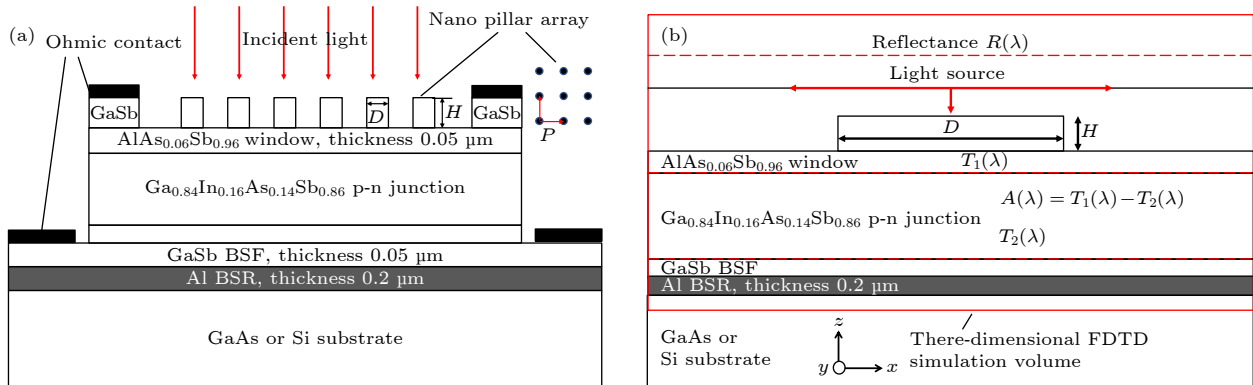 (a)
Ohmic contact
Incident light
Nano pillar array
GaSb
D
H
GaSb
P
AlAs0.06Sb0.96 window, thickness 0.05 µm
Ga0.84In0.16As0.14Sb0.86 p-n junction
GaSb BSF, thickness 0.05 µm
Al BSR, thickness 0.2 µm
GaAs or Si substrate
(b)
Reflectance R(λ)
Light source
D
H
AlAs0.06Sb0.96 window
T1(λ)
Ga0.84In0.16As0.14Sb0.86 p-n junction
A(λ) = T1(λ)−T2(λ)
T2(λ)
GaSb BSF
Al BSR, thickness 0.2 µm
GaAs or
Si substrate
z
y
x
There-dimensional FDTD
simulation volume